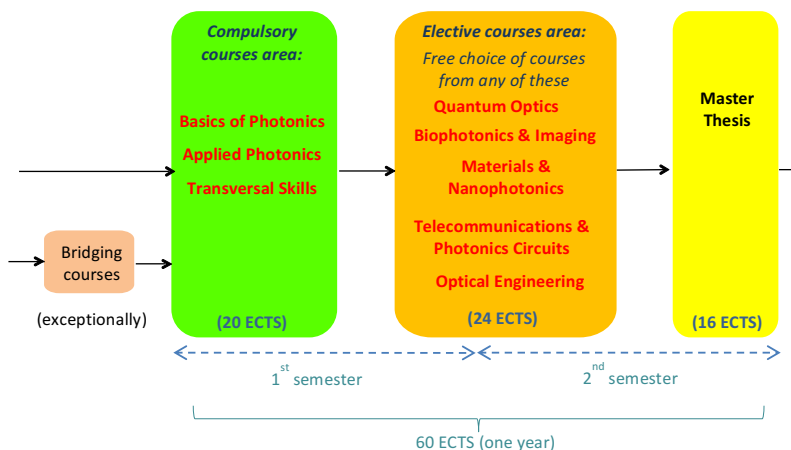 Compulsory
courses area:
Basics of Photonics
Applied Photonics
Transversal Skills
(20 ECTS)
Bridging
courses
(exceptionally)
Elective courses area:
Free choice of courses
from any of these
Quantum Optics
Biophotonics & Imaging
Materials &
Nanophotonics
Telecommunications &
Photonics Circuits
Optical Engineering
(24 ECTS)
Master
Thesis
(16 ECTS)
1st semester
2nd semester
60 ECTS (one year)